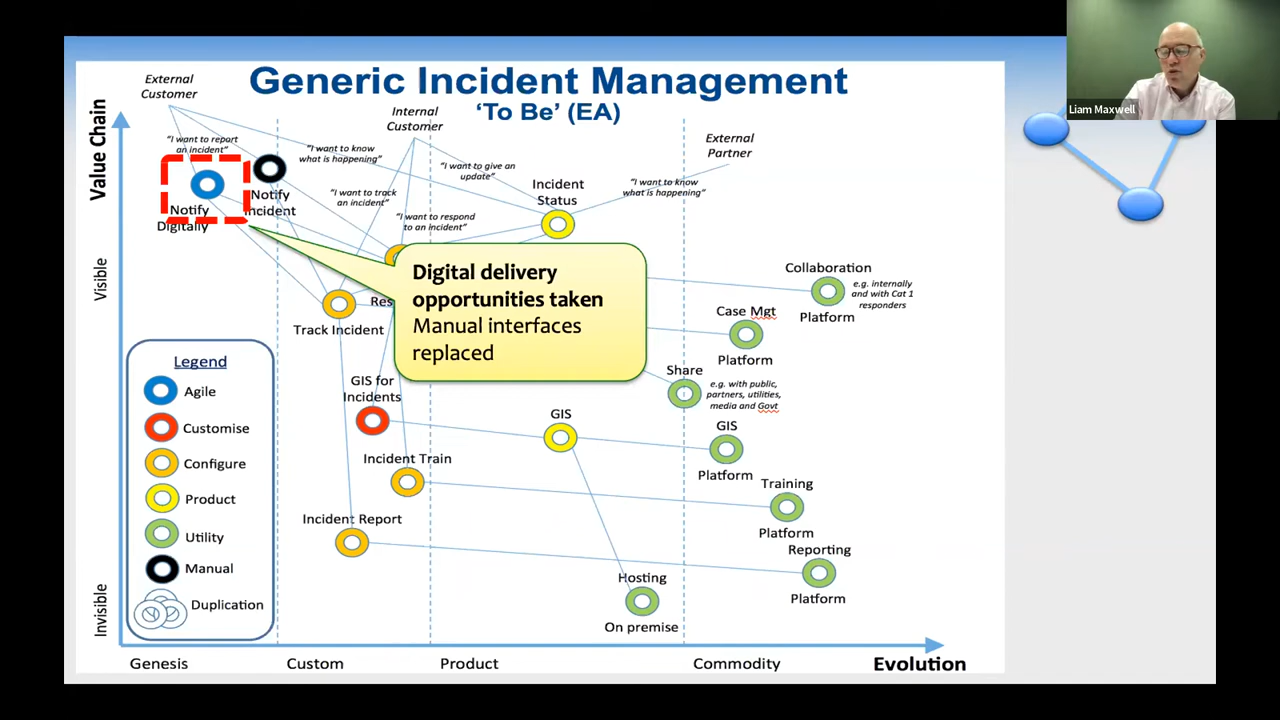 Generic Incident Management
'To Be' (EA)
Liam Maxwell
Value Chain
Visible
Invisible
External
Customer
Internal
Customer
External
Partner
"I want to report
an incident"
"I want to know
what is happening"
"I want to give an
update"
"I want to know
what is happening"
"I want to track
an incident"
"I want to respond
to an incident"
Notify
Digitally
Notify
Incident
Incident
Status
Res
Digital delivery
opportunities taken
Manual interfaces
replaced
Track Incident
Collaboration
Platform
e.g. internally
and with Cat 1
responders
Case Mgt
Platform
Share
e.g. with public,
partners, utilities,
media and Govt
GIS for
Incidents
GIS
GIS
Platform
Incident Train
Training
Platform
Incident Report
Reporting
Platform
Hosting
On premise
Legend
Agile
Customise
Configure
Product
Utility
Manual
Duplication
Genesis
Custom
Product
Commodity
Evolution